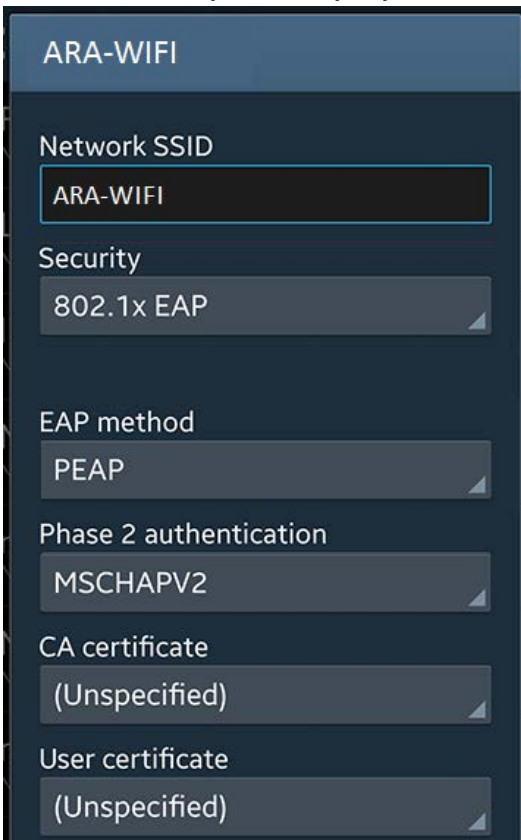 ARA-WIFI
Network SSID
ARA-WIFI
Security
802.1x EAP
EAP method
PEAP
Phase 2 authentication
MSCHAPV2
CA certificate
(Unspecified)
User certificate
(Unspecified)